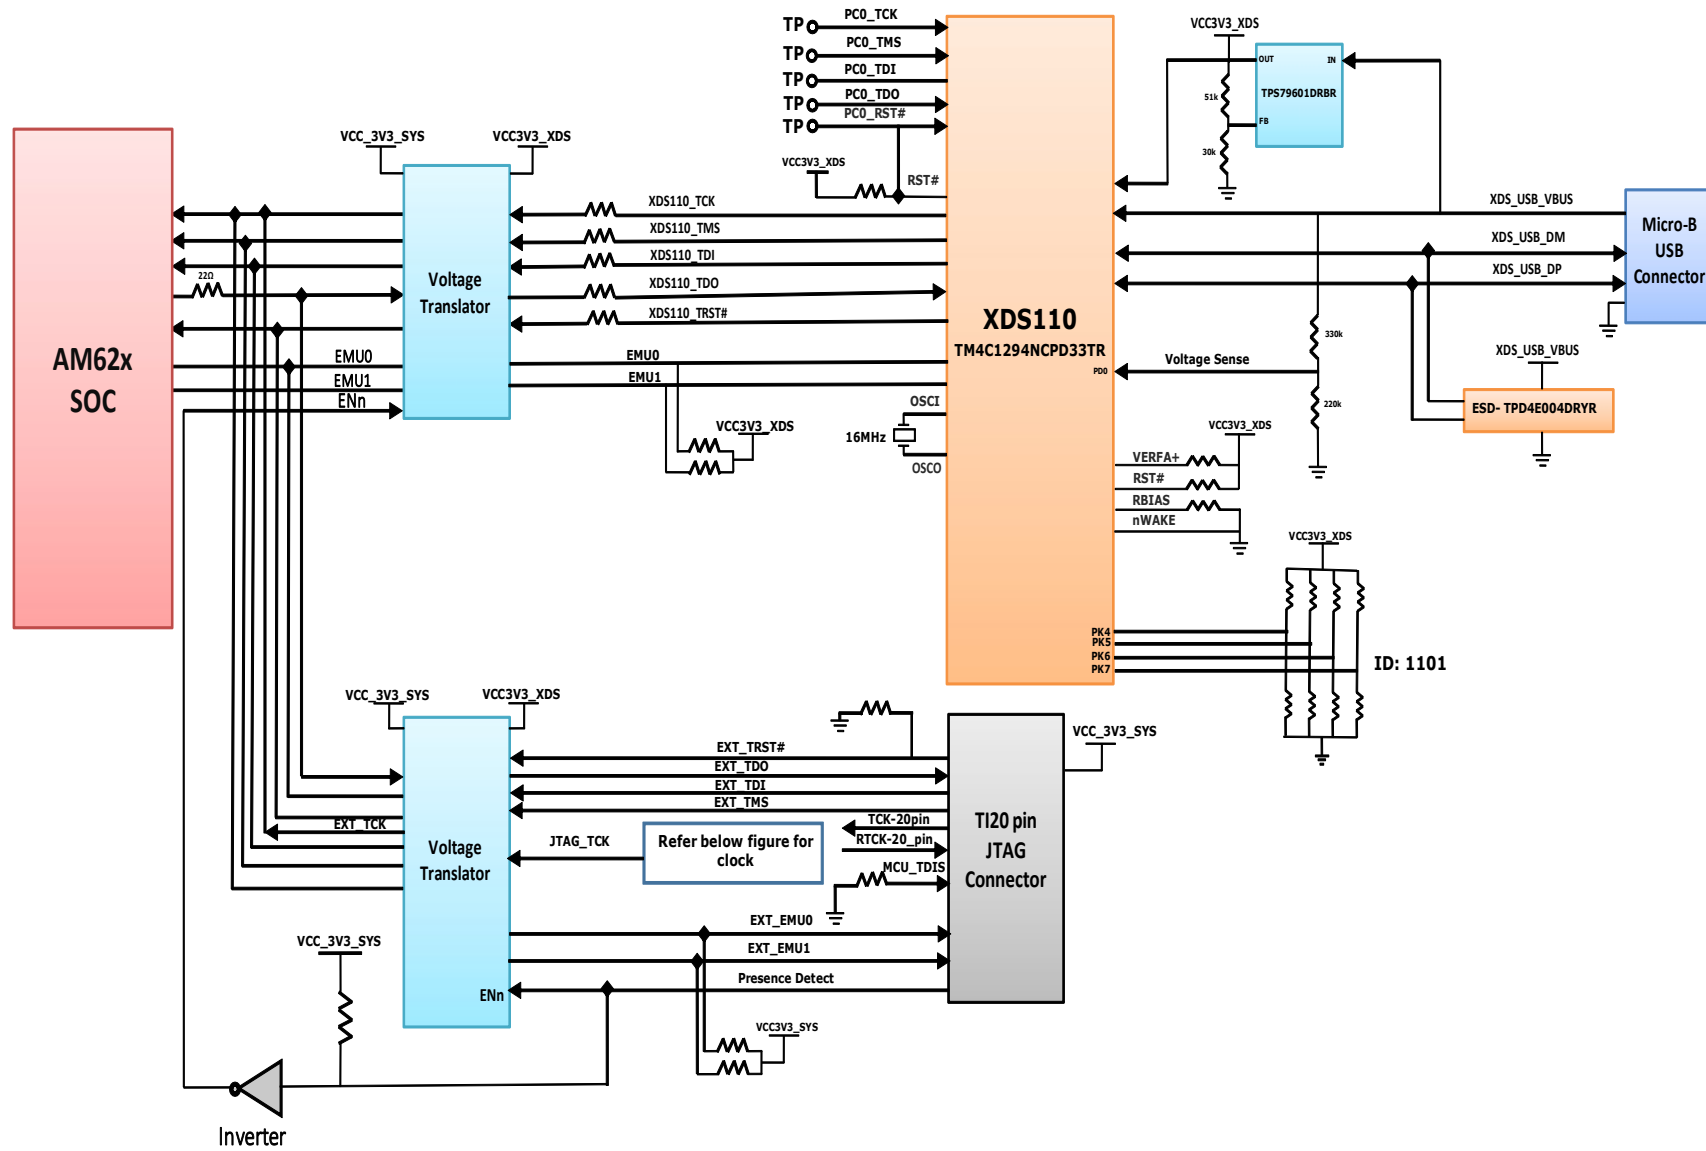 TP
PC0_TCK
TP
PC0_TMS
TP
PC0_TDI
TP
PC0_TDO
TP
PC0_RST#
VCC3V3_XDS
RST#
VCC3V3_XDS
OUT
IN
TPS79601DRBR
FB
51k
30k
AM62x
SOC
VCC_3V3_SYS
VCC3V3_XDS
Voltage
Translator
22Ω
EMU0
EMU1
ENn
XDS110_TCK
XDS110_TMS
XDS110_TDI
XDS110_TDO
XDS110_TRST#
EMU0
EMU1
VCC3V3_XDS
OSCI
16MHz
OSCO
XDS110
TM4C1294NCPD33TR
PD0
Voltage Sense
330k
220k
XDS_USB_VBUS
XDS_USB_DM
XDS_USB_DP
Micro-B
USB
Connector
XDS_USB_VBUS
ESD- TPD4E004DRYR
VCC3V3_XDS
VERFA+
RST#
RBIAS
nWAKE
VCC3V3_XDS
PK4
PK5
PK6
PK7
ID: 1101
VCC_3V3_SYS
VCC3V3_XDS
Voltage
Translator
EXT_TCK
ENn
EXT_TRST#
EXT_TDO
EXT_TDI
EXT_TMS
JTAG_TCK
Refer below figure for
clock
TCK-20pin
RTCK-20_pin
MCU_TDIS
TI20 pin
JTAG
Connector
VCC_3V3_SYS
EXT_EMU0
EXT_EMU1
Presence Detect
VCC3V3_SYS
VCC_3V3_SYS
Inverter